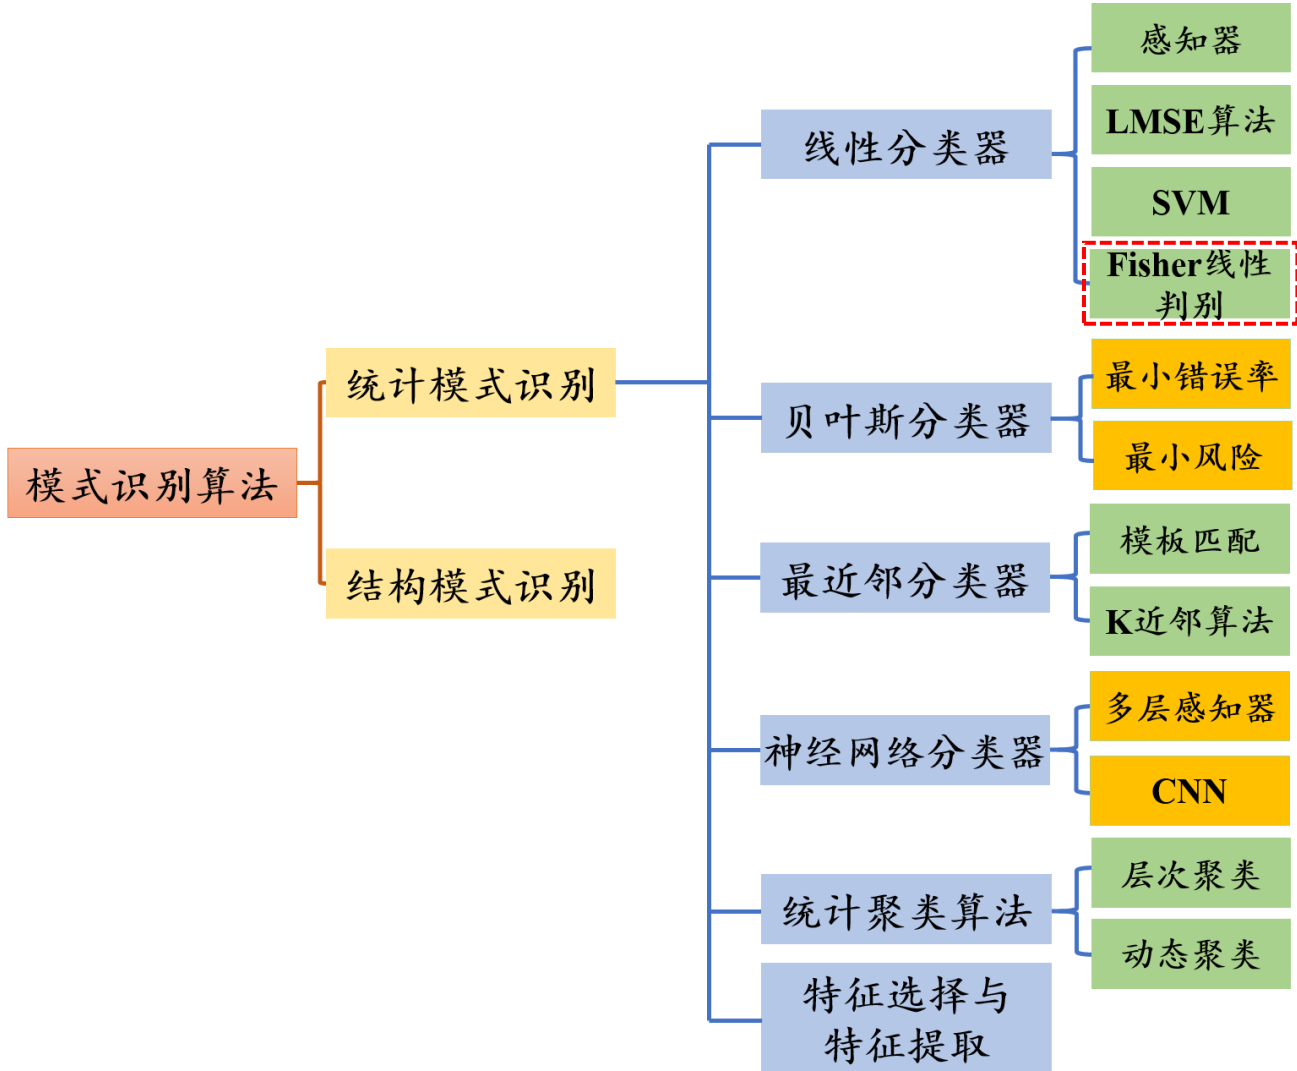 模式识别算法
统计模式识别
结构模式识别
线性分类器
感知器
LMSE算法
SVM
Fisher线性
判别
贝叶斯分类器
最小错误率
最小风险
最近邻分类器
模板匹配
K近邻算法
神经网络分类器
多层感知器
CNN
统计聚类算法
层次聚类
动态聚类
特征选择与
特征提取